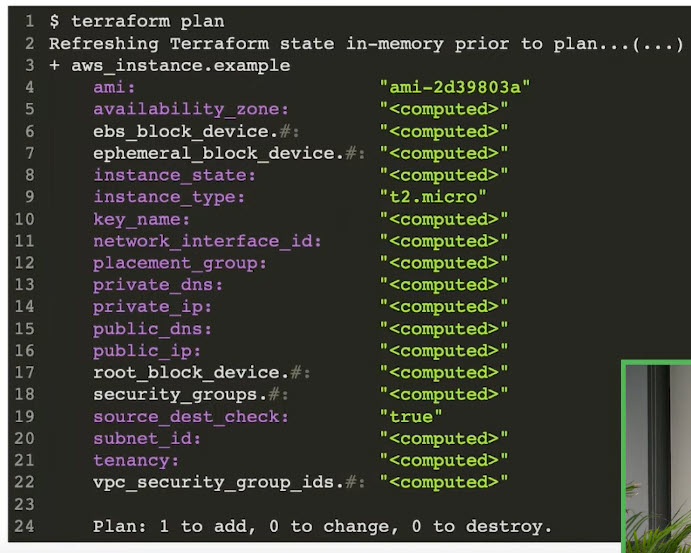 1 $ terraform plan
2 Refreshing Terraform state in-memory prior to plan...(...)
3 + aws_instance.example
4 ami: "ami-2d39803a"
5 availability_zone: "<computed>"
6 ebs_block_device.#: "<computed>"
7 ephemeral_block_device.#: "<computed>"
8 instance_state: "<computed>"
9 instance_type: "t2.micro"
10 key_name: "<computed>"
11 network_interface_id: "<computed>"
12 placement_group: "<computed>"
13 private_dns: "<computed>"
14 private_ip: "<computed>"
15 public_dns: "<computed>"
16 public_ip: "<computed>"
17 root_block_device.#: "<computed>"
18 security_groups.#: "<computed>"
19 source_dest_check: "true"
20 subnet_id: "<computed>"
21 tenancy: "<computed>"
22 vpc_security_group_ids.#: "<computed>"
23
24 Plan: 1 to add, 0 to change, 0 to destroy.